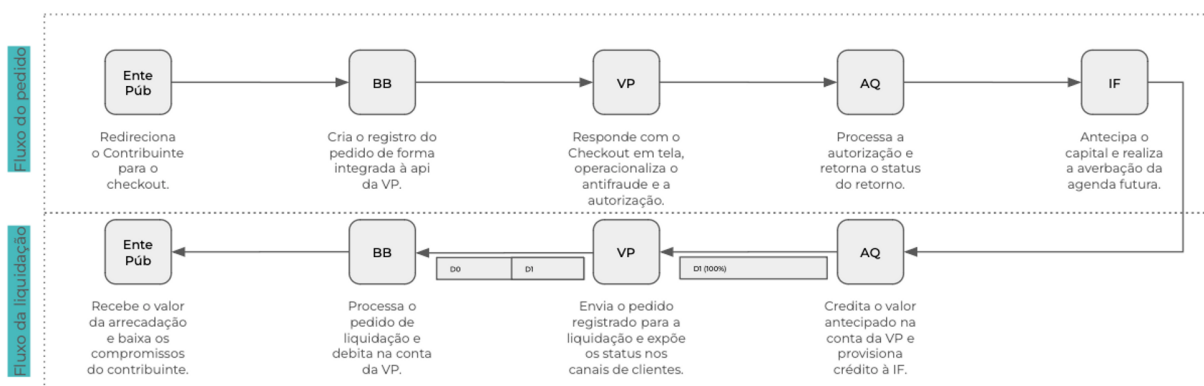 Fluxo do pedido
Ente
Púb
BB
VP
AQ
IF
Redireciona
o Contribuinte
para o
checkout.
Cria o registro do
pedido de forma
integrada à api
da VP.
Responde com o
Checkout em tela,
operacionaliza o
antifraude e a
autorização.
Processa a
autorização e
retorna o status
do retorno.
Antecipa o
capital e realiza
a averbação da
agenda futura.
Fluxo da liquidação
Ente
Púb
BB
D0
D1
VP
D1 (100%)
AQ
Recebe o valor
da arrecadação
e baixa os
compromissos
do contribuinte.
Processa o
pedido de
liquidação e
debita na conta
da VP.
Envia o pedido
registrado para a
liquidação e expõe
os status nos
canais de clientes.
Credita o valor
antecipado na
conta da VP e
provisiona
crédito à IF.